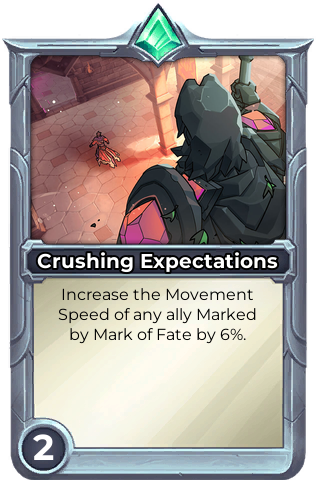 Crushing Expectations
Increase the Movement
Speed of any ally Marked
by Mark of Fate by 6%.
2